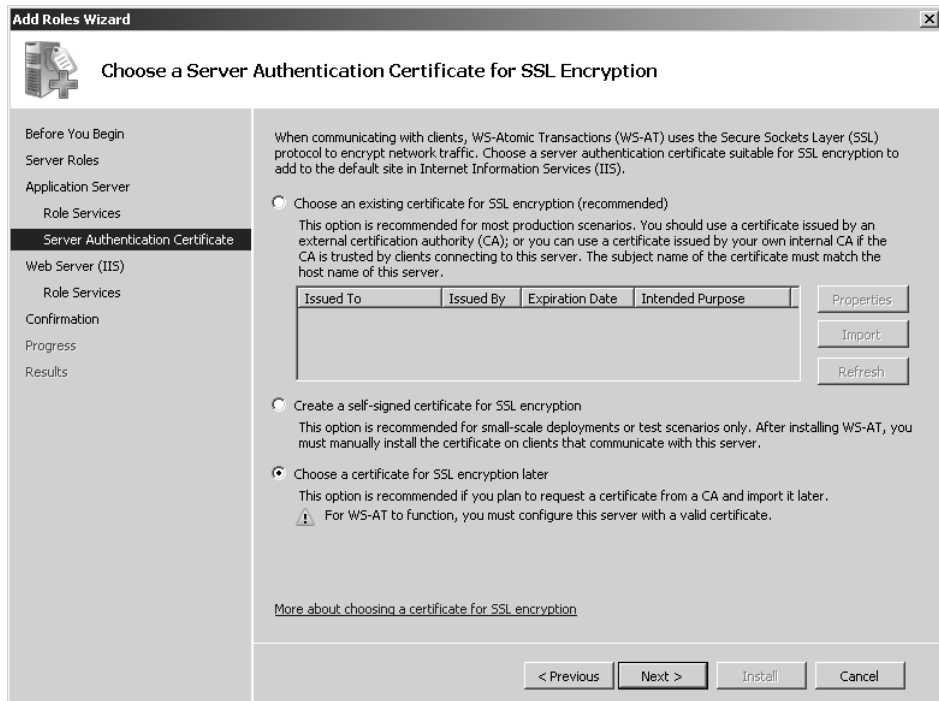 Add Roles Wizard
Choose a Server Authentication Certificate for SSL Encryption
Before You Begin
Server Roles
Application Server
Role Services
Server Authentication Certificate
Web Server (IIS)
Role Services
Confirmation
Progress
Results
When communicating with clients, WS-Atomic Transactions (WS-AT) uses the Secure Sockets Layer (SSL)
protocol to encrypt network traffic. Choose a server authentication certificate suitable for SSL encryption to
add to the default site in Internet Information Services (IIS).
Choose an existing certificate for SSL encryption (recommended)
This option is recommended for most production scenarios. You should use a certificate issued by an
external certification authority (CA); or you can use a certificate issued by your own internal CA if the
CA is trusted by clients connecting to this server. The subject name of the certificate must match the
host name of this server.
Issued To Issued By Expiration Date Intended Purpose
Properties
Import
Refresh
Create a self-signed certificate for SSL encryption
This option is recommended for small-scale deployments or test scenarios only. After installing WS-AT, you
must manually install the certificate on clients that communicate with this server.
Choose a certificate for SSL encryption later
This option is recommended if you plan to request a certificate from a CA and import it later.
For WS-AT to function, you must configure this server with a valid certificate.
More about choosing a certificate for SSL encryption
< Previous Next > Install Cancel